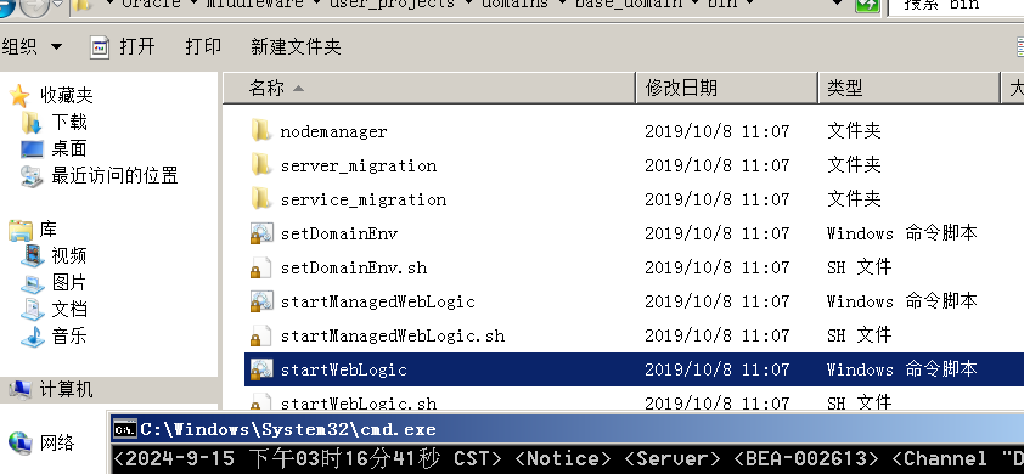 Oracle ▾ Middleware ▾ user_projects ▾ domains ▾ base_domain ▾ bin ▾ 搜索 bin
组织 ▾ 打开 打印 新建文件夹
名称 修改日期 类型
收藏夹
下载
桌面
最近访问的位置
库
视频
图片
文档
音乐
计算机
网络
nodemanager 2019/10/8 11:07 文件夹
server_migration 2019/10/8 11:07 文件夹
service_migration 2019/10/8 11:07 文件夹
setDomainEnv 2019/10/8 11:07 Windows 命令脚本
setDomainEnv.sh 2019/10/8 11:07 SH 文件
startManagedWebLogic 2019/10/8 11:07 Windows 命令脚本
startManagedWebLogic.sh 2019/10/8 11:07 SH 文件
startWebLogic 2019/10/8 11:07 Windows 命令脚本
startWebLogic.sh 2019/10/8 11:07 SH 文件
C:\Windows\System32\cmd.exe
<2024-9-15 下午03时16分41秒 CST> <Notice> <Server> <BEA-002613> <Channel "D